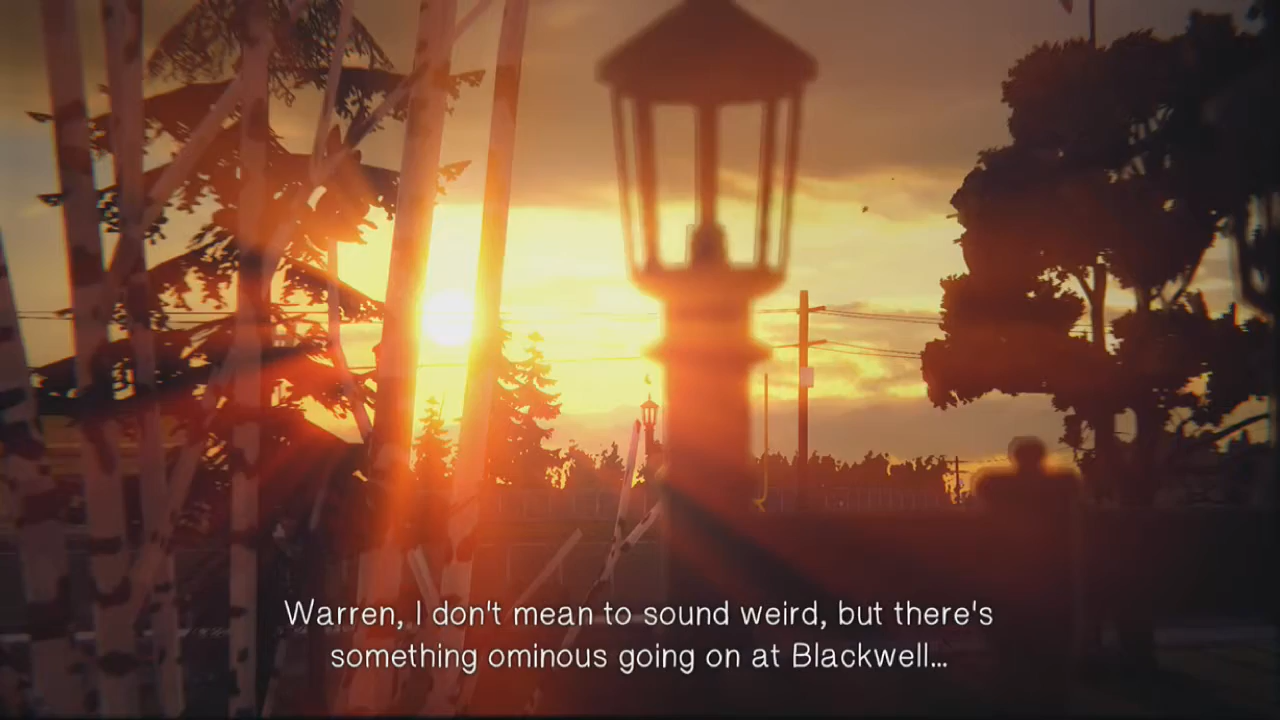 Warren, I don't mean to sound weird, but there's
something ominous going on at Blackwell...